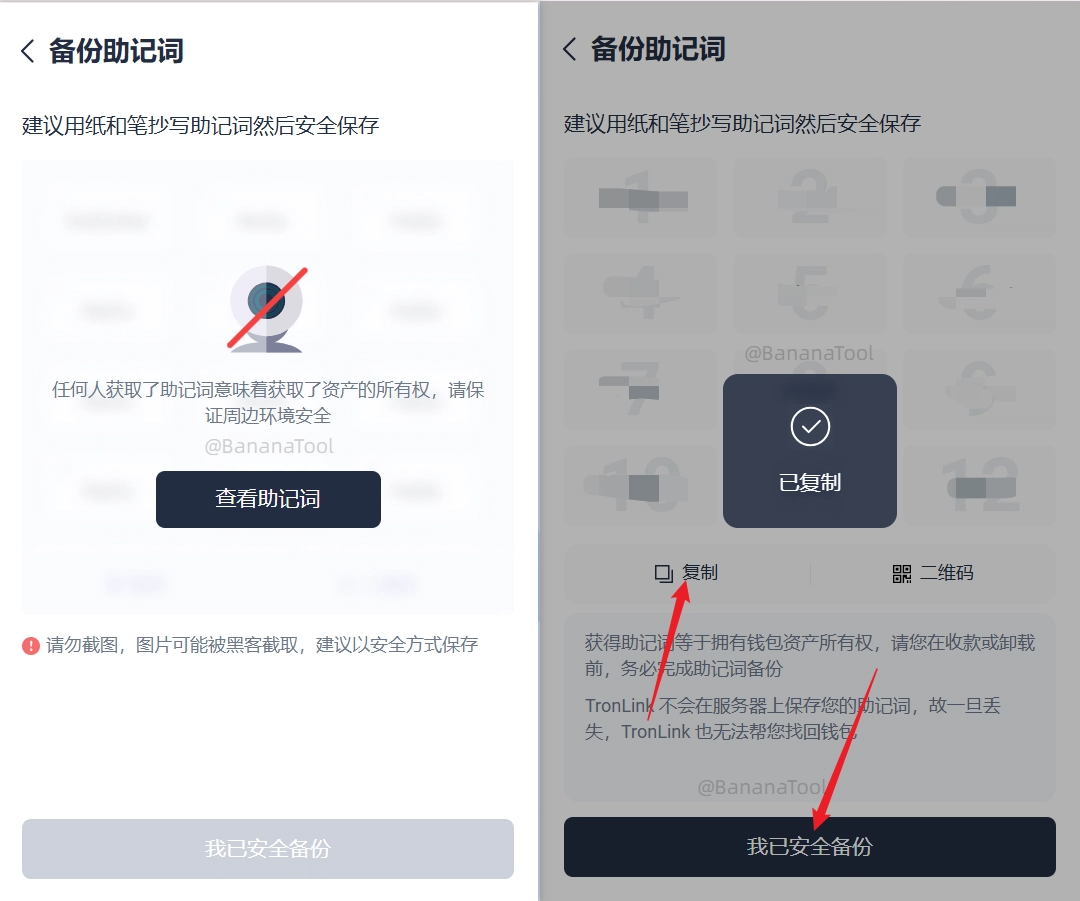 备份助记词
建议用纸和笔抄写助记词然后安全保存
任何人获取了助记词意味着获取了资产的所有权，请保
证周边环境安全
@BananaTool
查看助记词
请勿截图，图片可能被黑客截取，建议以安全方式保存
我已安全备份
备份助记词
建议用纸和笔抄写助记词然后安全保存
1 2 3
4 5 6
@BananaTool
7 8 9
10 12
已复制
复制 二维码
获得助记词等于拥有钱包资产所有权，请您在收款或卸载
前，务必完成助记词备份
TronLink 不会在服务器上保存您的助记词，故一旦丢
失，TronLink 也无法帮您找回钱包
@BananaTool
我已安全备份